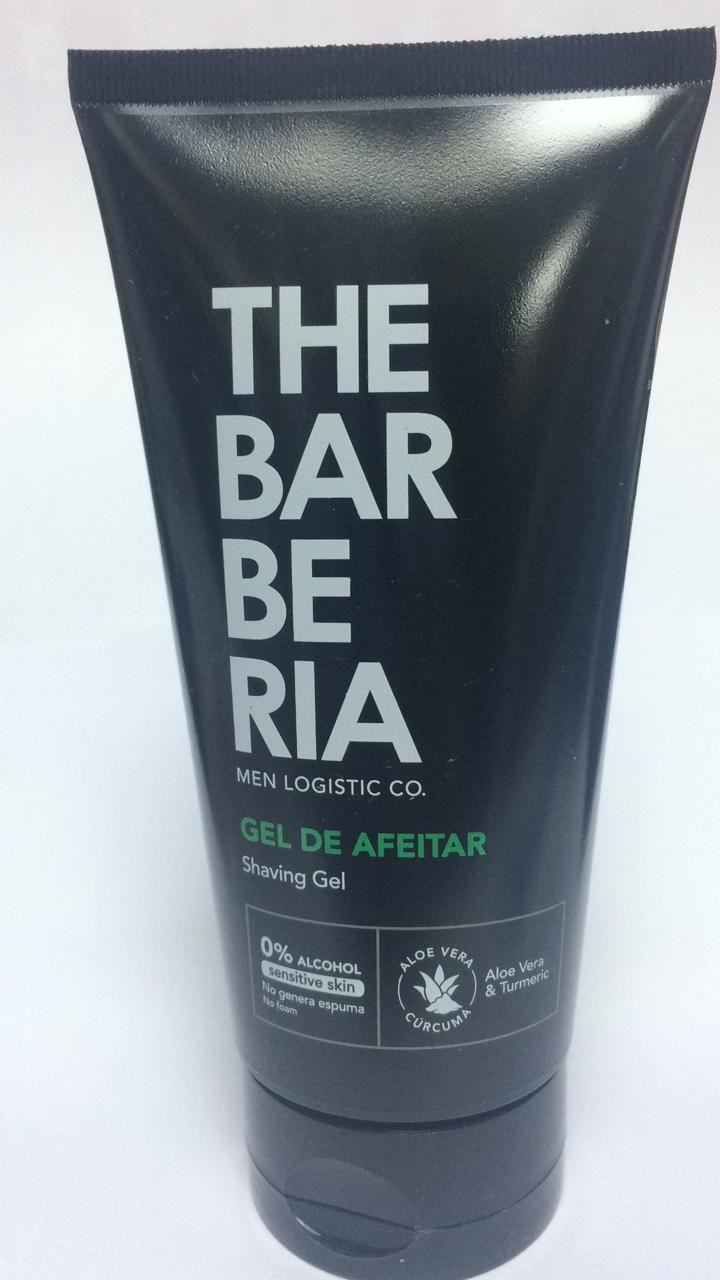 THE
BAR
BE
RIA
MEN LOGISTIC CO.
GEL DE AFEITAR
Shaving Gel
0% ALCOHOL
sensitive skin
No genera espuma
No foam
ALOE VERA
CÚRCUMA
Aloe Vera
& Turmeric